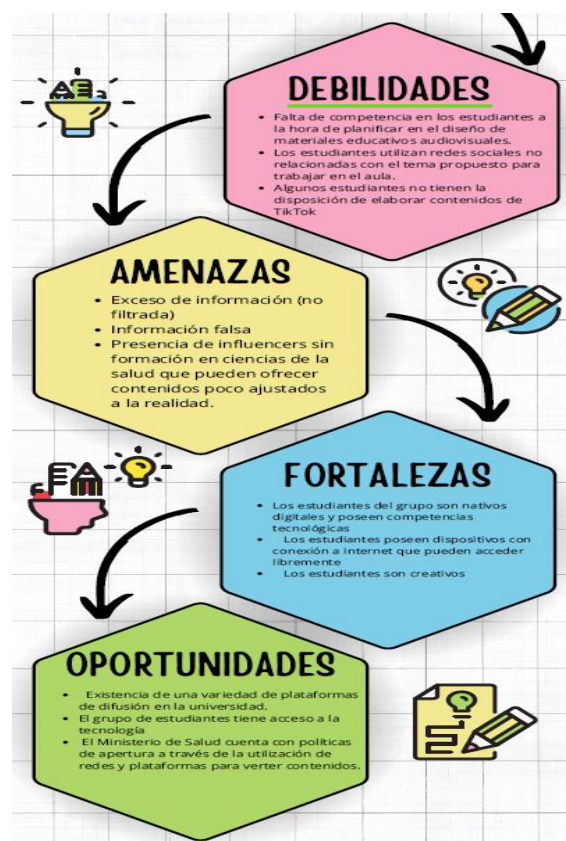 DEBILIDADES
• Falta de competencia en los estudiantes a
la hora de planificar en el diseño de
materiales educativos audiovisuales.
• Los estudiantes utilizan redes sociales no
relacionadas con el tema propuesto para
trabajar en el aula.
• Algunos estudiantes no tienen la
disposición de elaborar contenidos de
TikTok
AMENAZAS
• Exceso de información (no
filtrada)
• Información falsa
• Presencia de influencers sin
formación en ciencias de la
salud que pueden ofrecer
contenidos poco ajustados
a la realidad.
FORTALEZAS
• Los estudiantes del grupo son nativos
digitales y poseen competencias
tecnológicas
• Los estudiantes poseen dispositivos con
conexión a internet que pueden acceder
libremente
• Los estudiantes son creativos
OPORTUNIDADES
• Existencia de una variedad de plataformas
de difusión en la universidad.
• El grupo de estudiantes tiene acceso a la
tecnología
• El Ministerio de Salud cuenta con políticas
de apertura a través de la utilización de
redes y plataformas para verter contenidos.